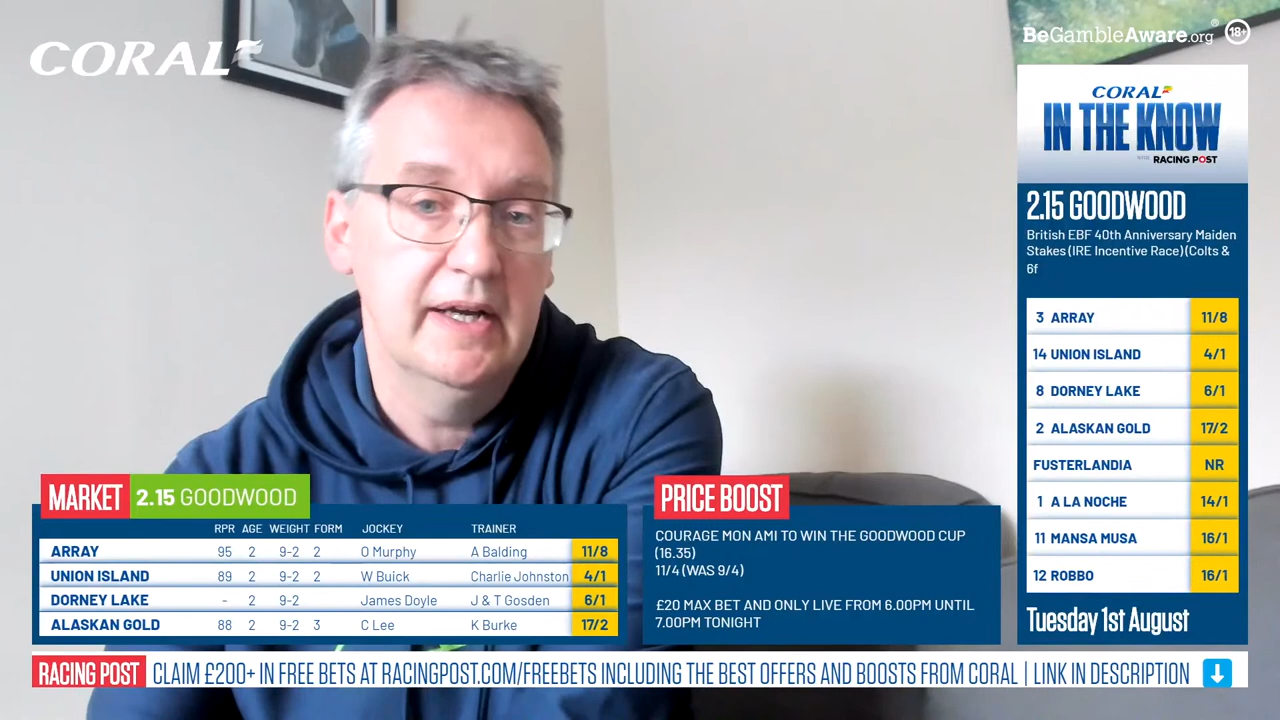 CORAL
BeGambleAware.org® 18+
CORAL
IN THE KNOW
WITH RACING POST
2.15 GOODWOOD
British EBF 40th Anniversary Maiden
Stakes (IRE Incentive Race) (Colts &
6f
3 ARRAY 11/8
14 UNION ISLAND 4/1
8 DORNEY LAKE 6/1
2 ALASKAN GOLD 17/2
FUSTERLANDIA NR
1 A LA NOCHE 14/1
11 MANSA MUSA 16/1
12 ROBBO 16/1
Tuesday 1st August
MARKET 2.15 GOODWOOD
RPR AGE WEIGHT FORM JOCKEY TRAINER
ARRAY 95 2 9-2 2 O Murphy A Balding 11/8
UNION ISLAND 89 2 9-2 2 W Buick Charlie Johnston 4/1
DORNEY LAKE - 2 9-2 James Doyle J & T Gosden 6/1
ALASKAN GOLD 88 2 9-2 3 C Lee K Burke 17/2
PRICE BOOST
COURAGE MON AMI TO WIN THE GOODWOOD CUP
(16.35)
11/4 (WAS 9/4)
£20 MAX BET AND ONLY LIVE FROM 6.00PM UNTIL
7.00PM TONIGHT
RACING POST CLAIM £200+ IN FREE BETS AT RACINGPOST.COM/FREEBETS INCLUDING THE BEST OFFERS AND BOOSTS FROM CORAL | LINK IN DESCRIPTION